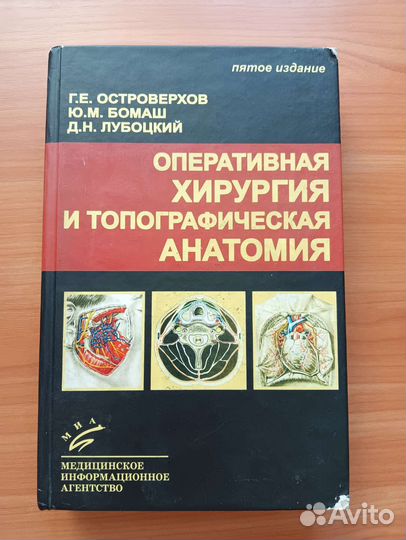 пятое издание
Г.Е. ОСТРОВЕРХОВ
Ю.М. БОМАШ
Д.Н. ЛУБОЦКИЙ
ОПЕРАТИВНАЯ
ХИРУРГИЯ
И ТОПОГРАФИЧЕСКАЯ
АНАТОМИЯ
МИА
МЕДИЦИНСКОЕ
ИНФОРМАЦИОННОЕ
АГЕНТСТВО
Avito